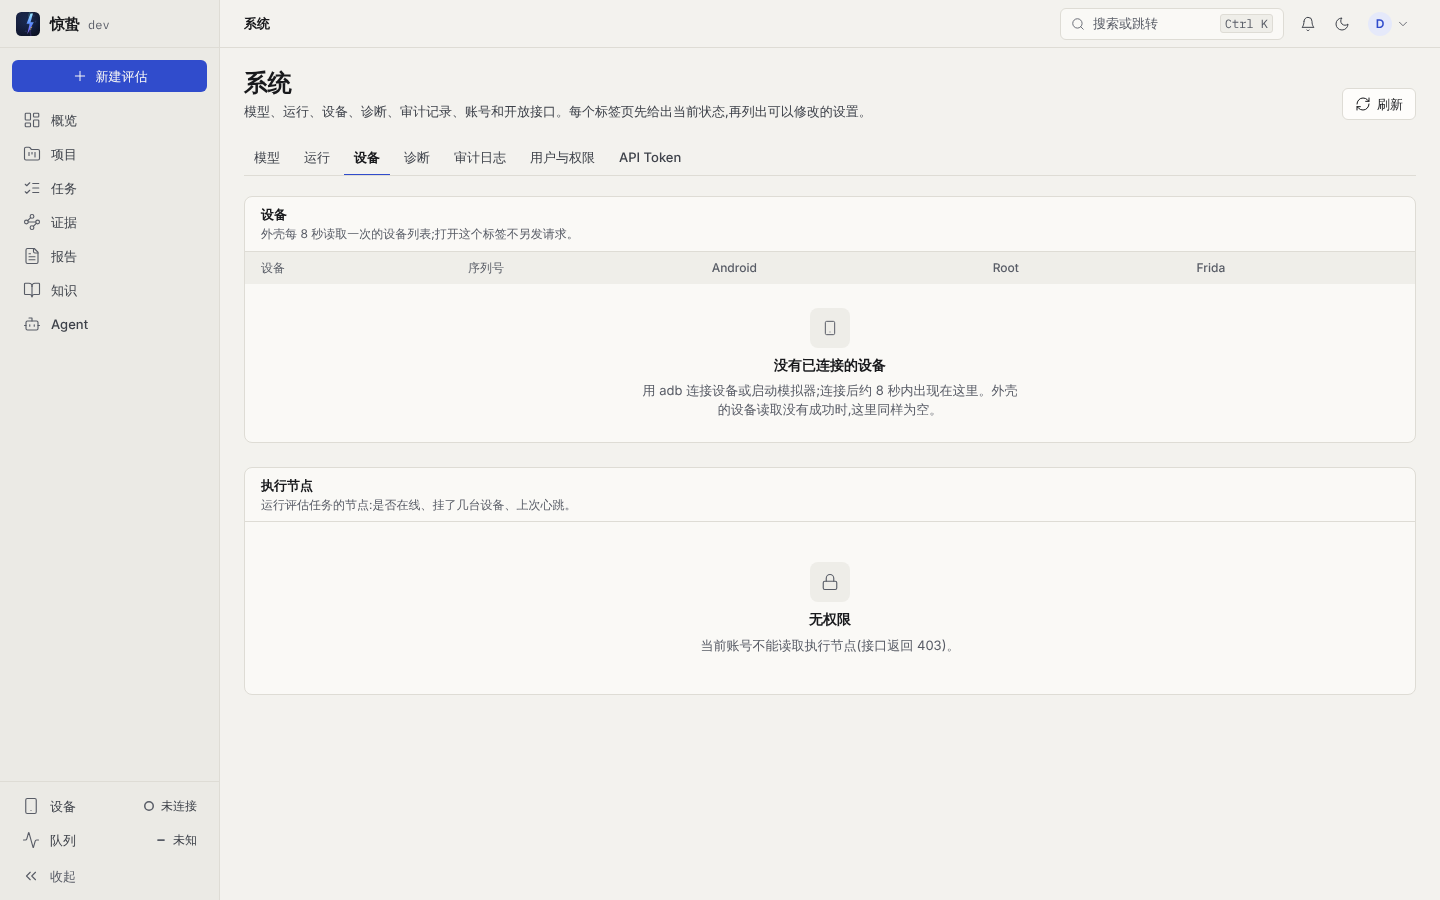 惊蛰 dev
系统
搜索或跳转 Ctrl K
D
新建评估
概览
项目
任务
证据
报告
知识
Agent
设备 未连接
队列 未知
收起
系统
模型、运行、设备、诊断、审计记录、账号和开放接口。每个标签页先给出当前状态,再列出可以修改的设置。
刷新
模型 运行 设备 诊断 审计日志 用户与权限 API Token
设备
外壳每 8 秒读取一次的设备列表;打开这个标签不另发请求。
设备 序列号 Android Root Frida
没有已连接的设备
用 adb 连接设备或启动模拟器;连接后约 8 秒内出现在这里。外壳
的设备读取没有成功时,这里同样为空。
执行节点
运行评估任务的节点:是否在线、挂了几台设备、上次心跳。
无权限
当前账号不能读取执行节点(接口返回 403)。